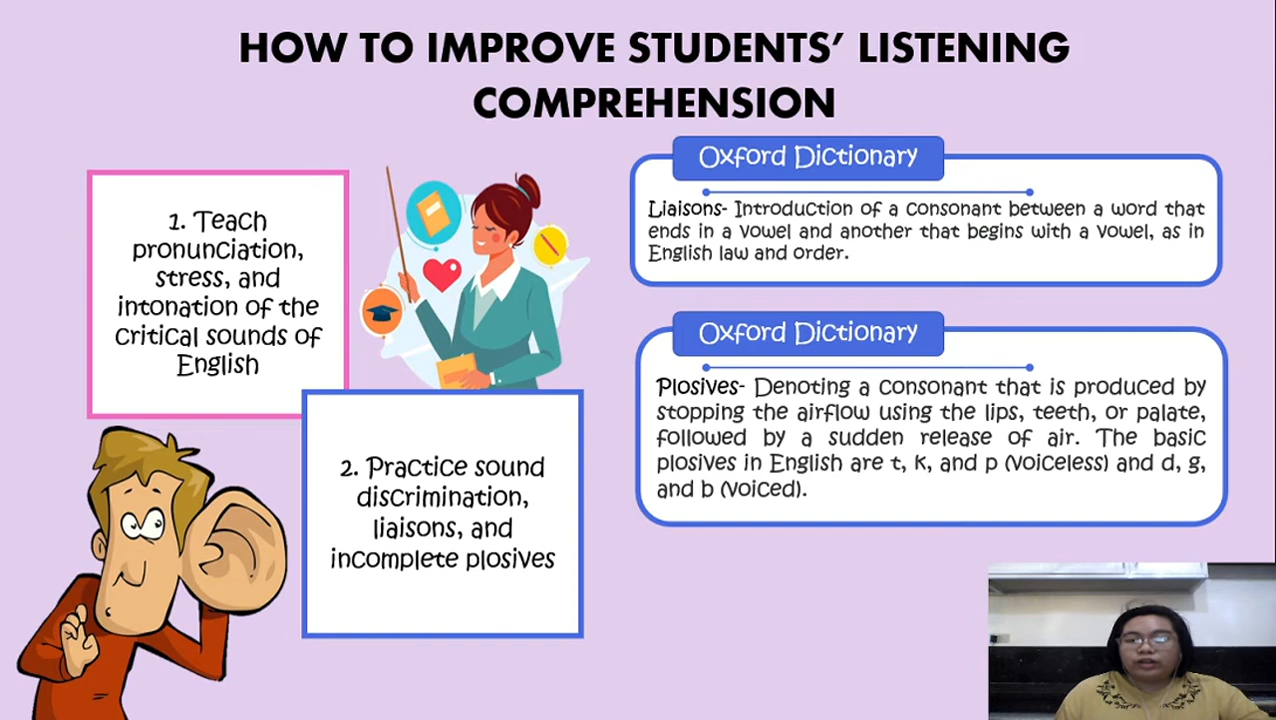 HOW TO IMPROVE STUDENTS’ LISTENING
COMPREHENSION
1. Teach
pronunciation,
stress, and
intonation of the
critical sounds of
English
2. Practice sound
discrimination,
liaisons, and
incomplete plosives
Oxford Dictionary
Liaisons- Introduction of a consonant between a word that
ends in a vowel and another that begins with a vowel, as in
English law and order.
Oxford Dictionary
Plosives- Denoting a consonant that is produced by
stopping the airflow using the lips, teeth, or palate,
followed by a sudden release of air. The basic
plosives in English are t, k, and p (voiceless) and d, g,
and b (voiced).